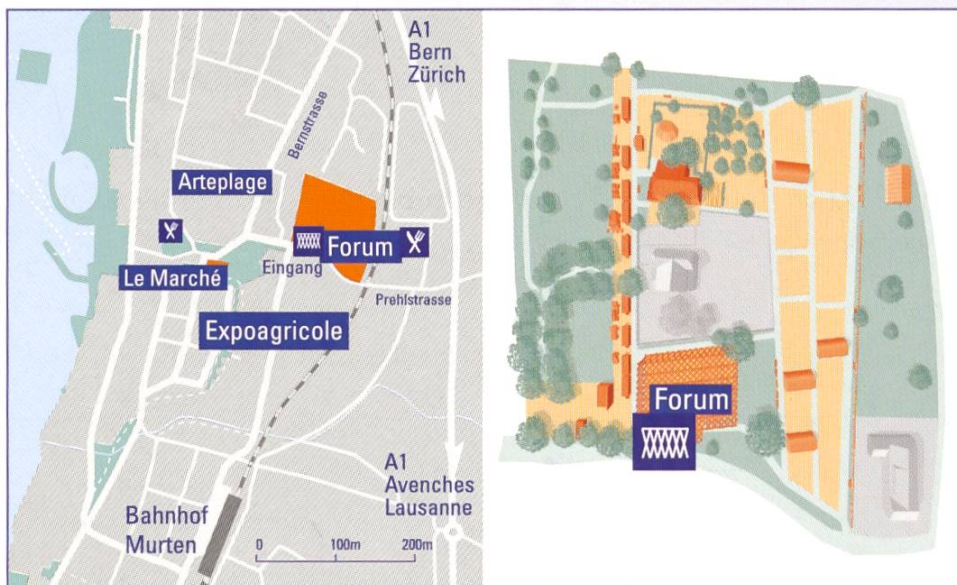 A1
Bern
Zürich
Bernstrasse
Arteplage
Forum
Eingang
Le Marché
Prehlstrasse
Expoagricole
A1
Avenches
Lausanne
Bahnhof
Murten
0 100m 200m
Forum